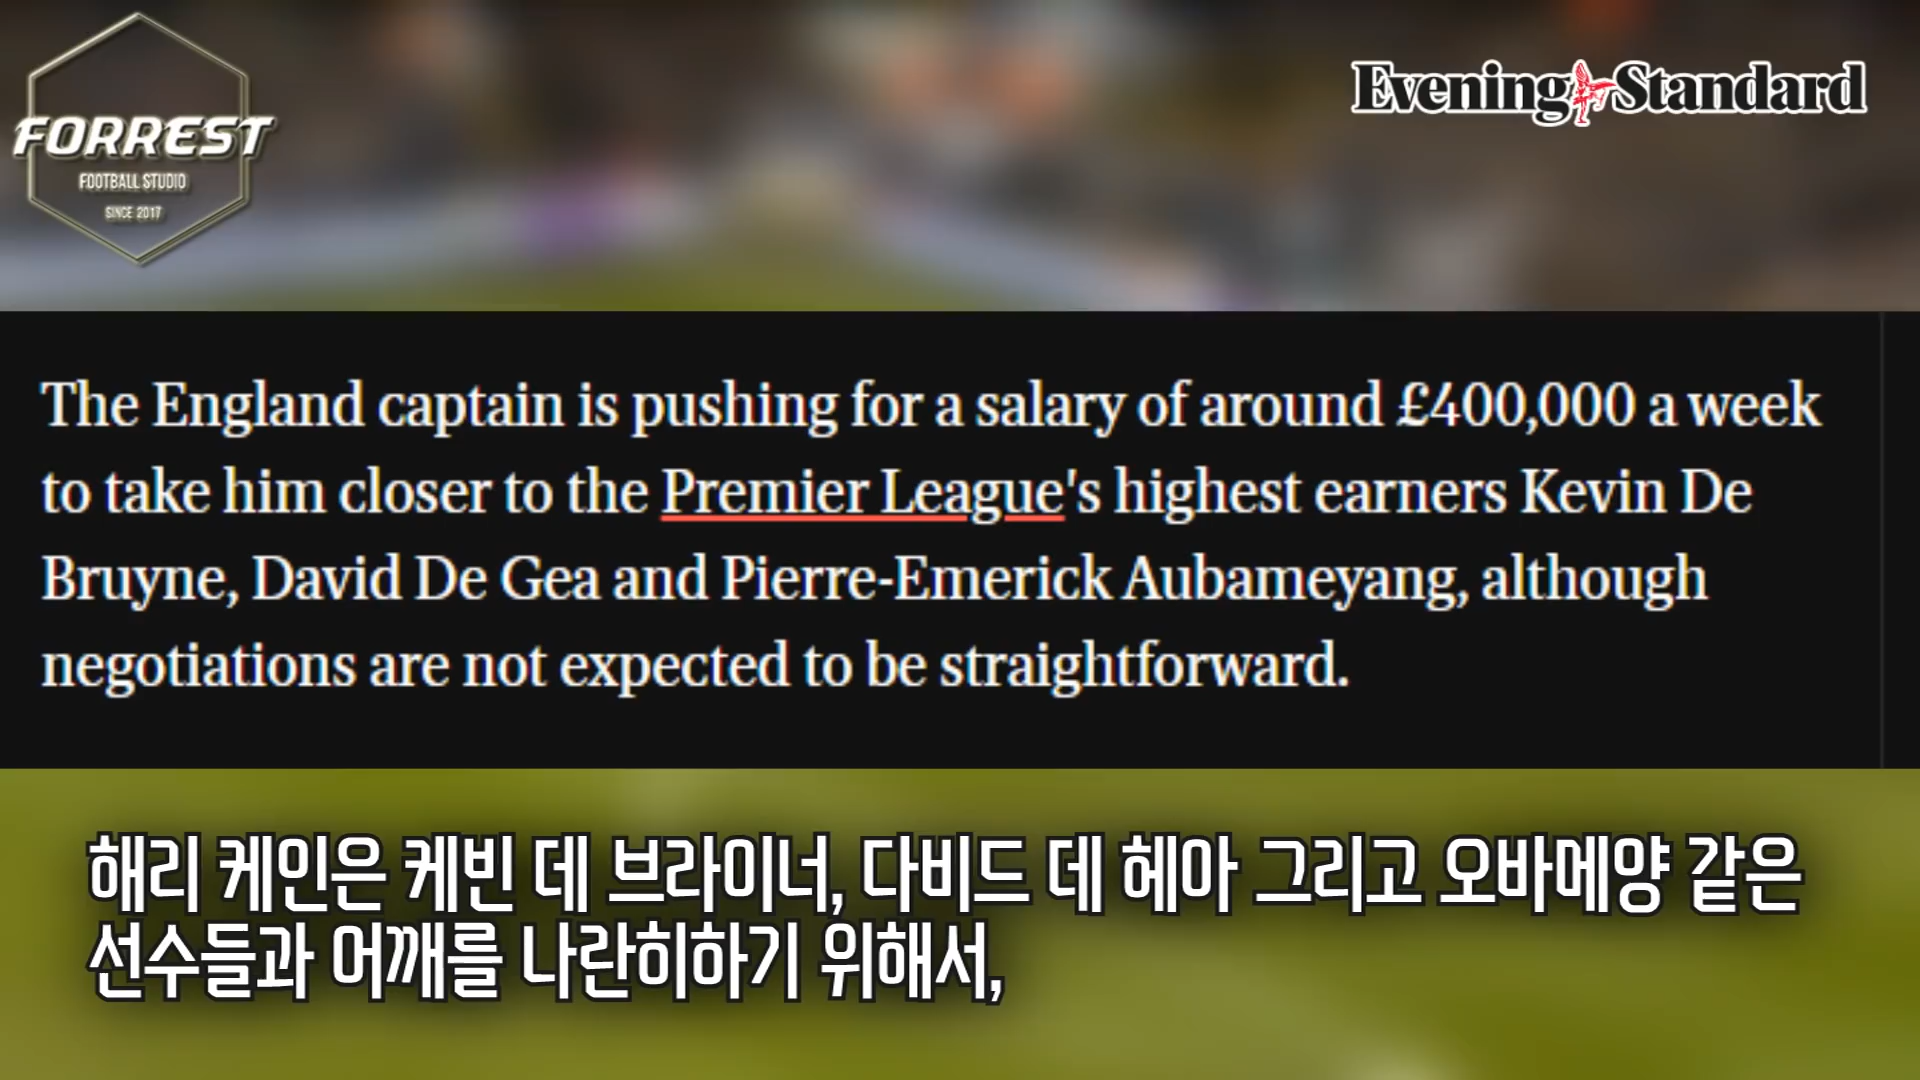 FORREST
FOOTBALL STUDIO
SINCE 2017
Evening Standard
The England captain is pushing for a salary of around £400,000 a week
to take him closer to the Premier League's highest earners Kevin De
Bruyne, David De Gea and Pierre-Emerick Aubameyang, although
negotiations are not expected to be straightforward.
해리 케인은 케빈 데 브라이너, 다비드 데 헤아 그리고 오바메양 같은
선수들과 어깨를 나란히하기 위해서,